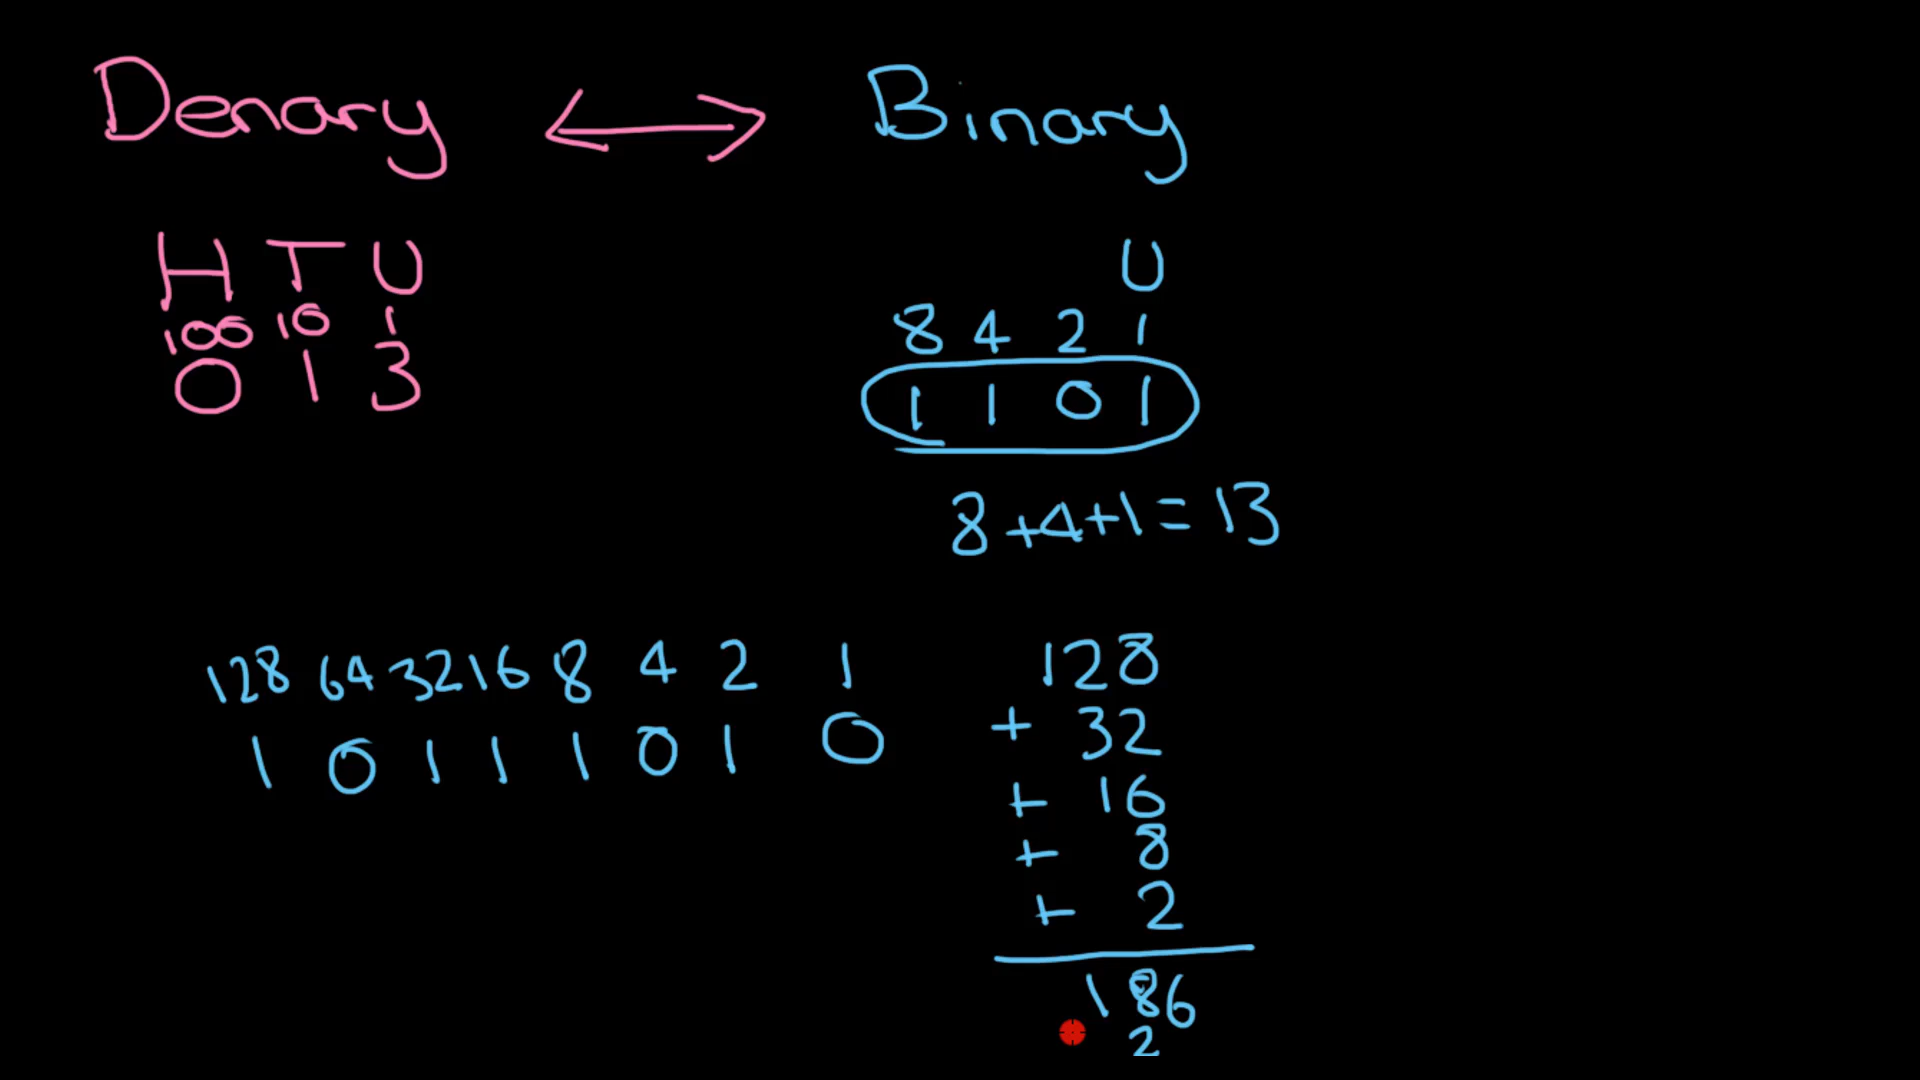 Denary ⟷ Binary
H T U
100 10 1
0 1 3
U
8 4 2 1
1 1 0 1
8+4+1=13
128 64 32 16 8 4 2 1
1 0 1 1 1 0 1 0
128
+ 32
+ 16
+ 8
+ 2
186
2